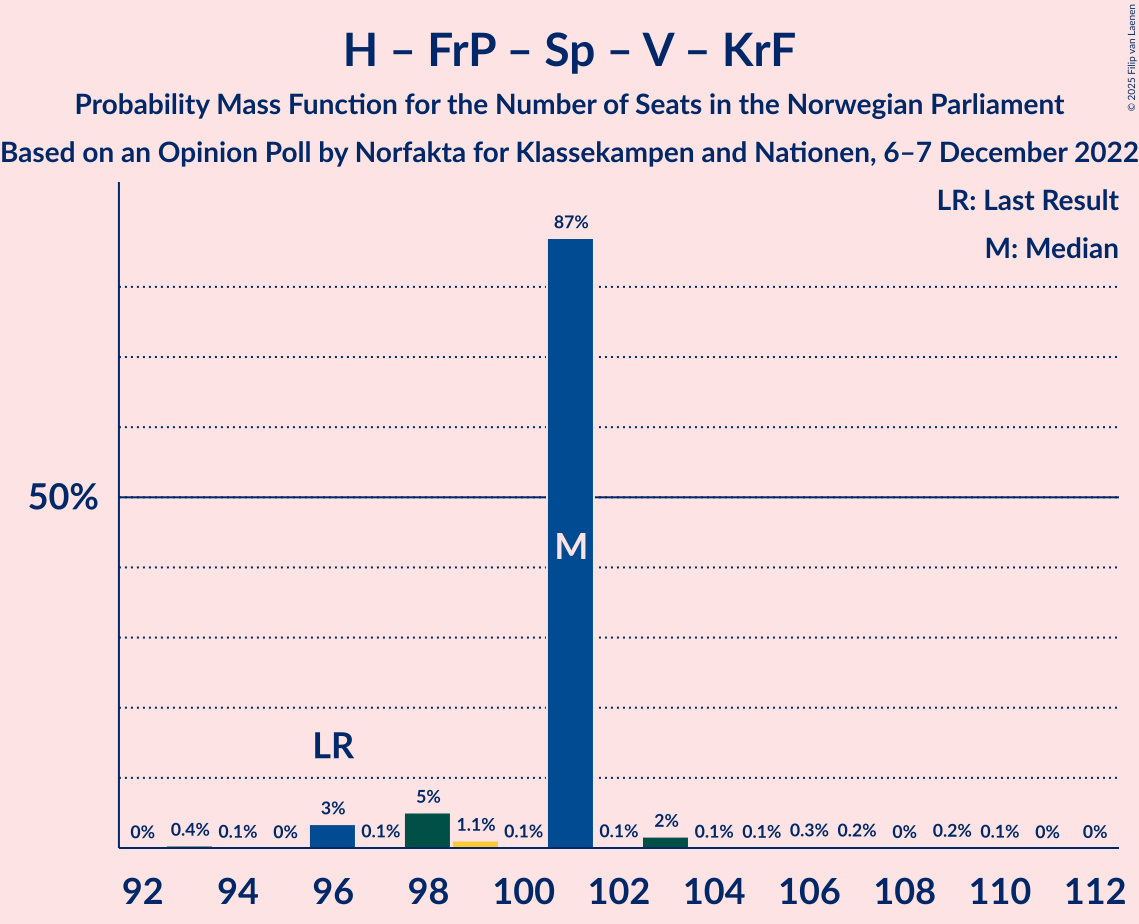 H – FrP – Sp – V – KrF
Probability Mass Function for the Number of Seats in the Norwegian Parliament
Based on an Opinion Poll by Norfakta for Klassekampen and Nationen, 6–7 December 2022
© 2025 Filip van Laenen
LR: Last Result
M: Median
87%
50%
M
LR
0% 0.4% 0.1% 0% 3% 0.1% 5% 1.1% 0.1% 0.1% 2% 0.1% 0.1% 0.3% 0.2% 0% 0.2% 0.1% 0% 0%
92 94 96 98 100 102 104 106 108 110 112